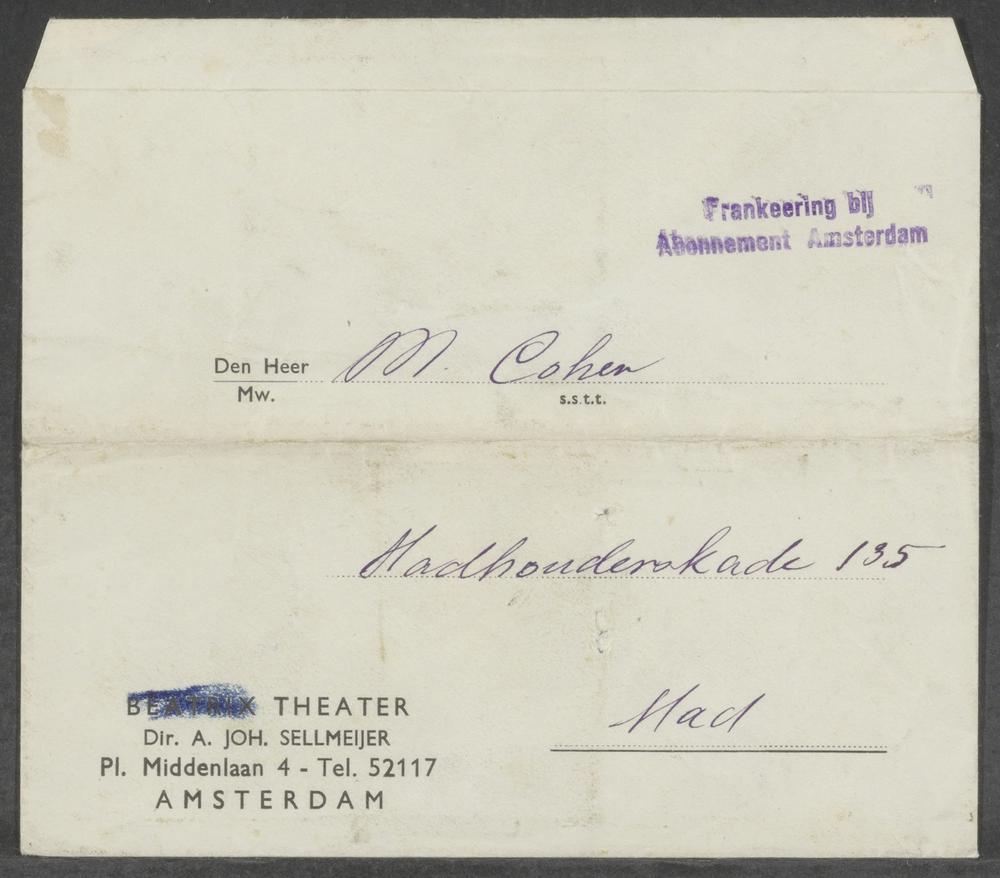 Frankeering bij
Abonnement Amsterdam
Den Heer M. Cohen
Mw. s.s.t.t.
Stadhouderskade 135
Stad
BEATRIX THEATER
Dir. A. JOH. SELLMEIJER
Pl. Middenlaan 4 - Tel. 52117
AMSTERDAM